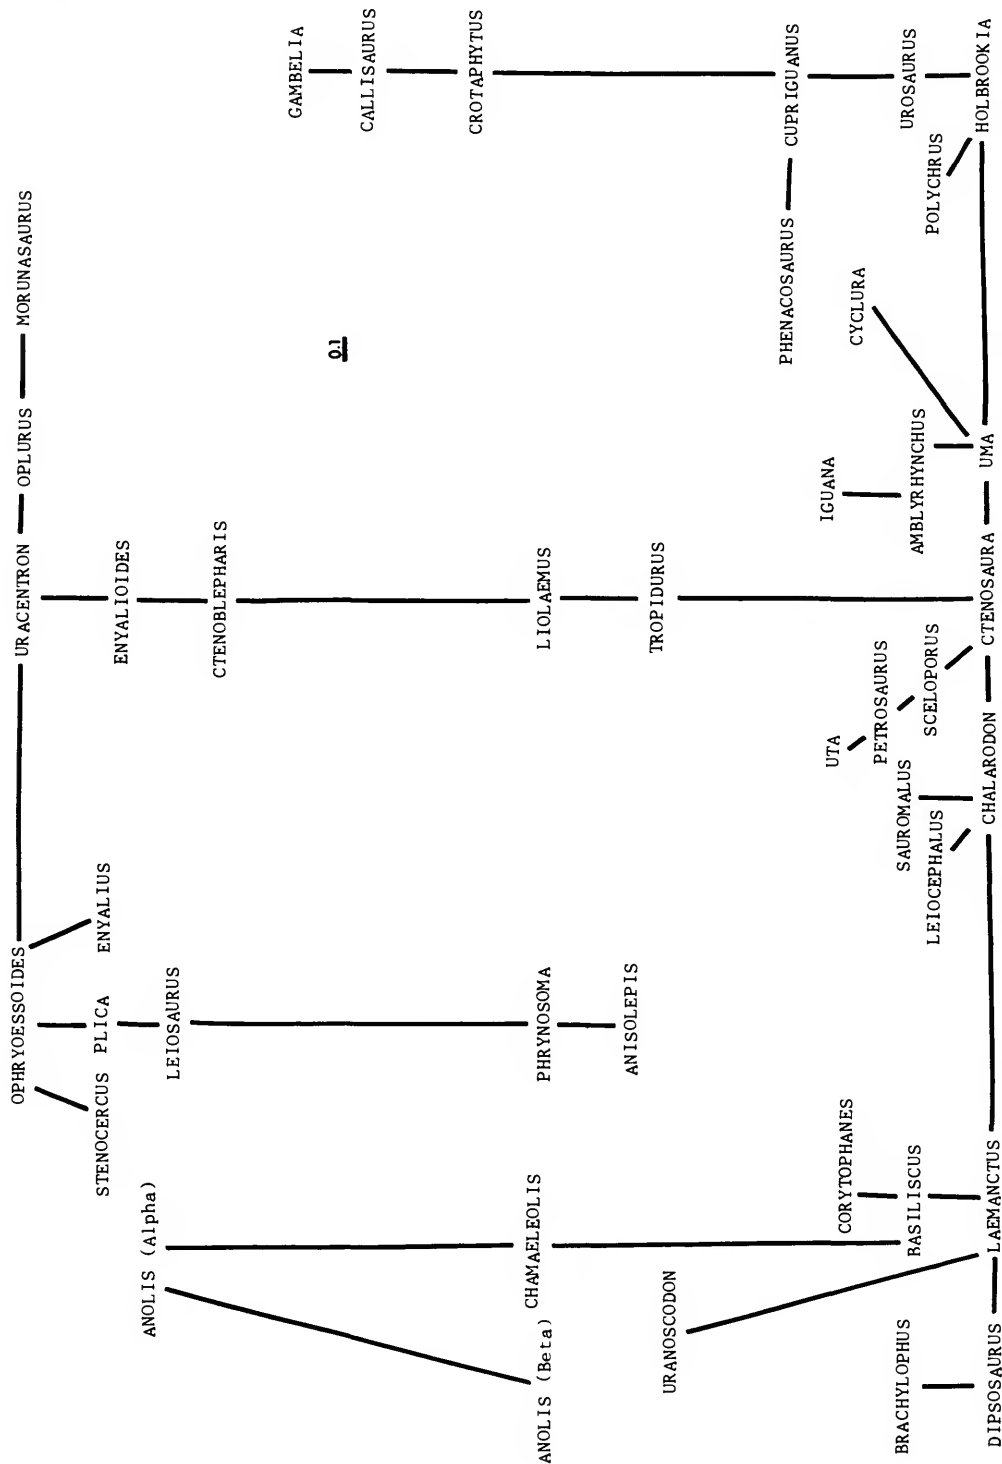 GAMBELIA
CALLISAURUS
CROTAPHYTUS
CUPRIGUANUS
PHENACOSAURUS
UROSAURUS
POLYCHRUS
HOLBROOKIA
MORUNASAURUS
OPLURUS
URACENTRON
0.1
ENYALIOIDES
CTENOBLEPHARIS
LIOLAEMUS
TROPIDURUS
CYCLURA
IGUANA
AMBLYRHYNCHUS
UMA
CTENOSAURA
UTA
PETROSAURUS
SCELOPORUS
SAUROMALUS
LEIOCEPHALUS
CHALARODON
OPHRYOESSOIDES
ENYALIUS
STENOCERCUS PLICA
LEIOSAURUS
PHRYNOSOMA
ANISOLEPIS
ANOLIS (Alpha)
ANOLIS (Beta) CHAMAELEOLIS
CORYTOPHANES
BASILISCUS
URANOSCODON
LAEMANCTUS
BRACHYLOPHUS
DIPSOSAURUS